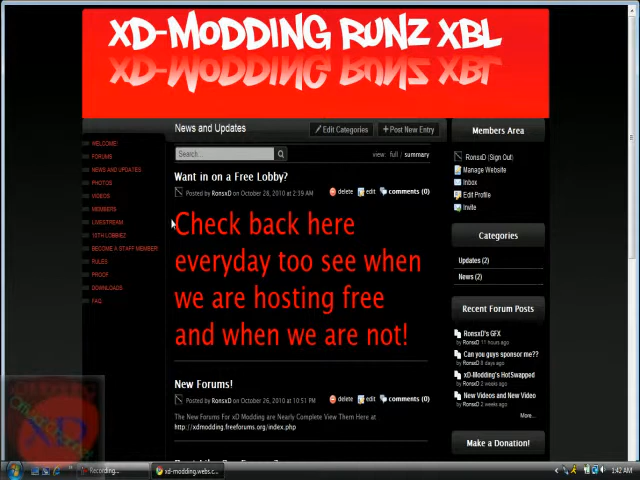 XD-MODDING RUNZ XBL
News and Updates
Edit Categories
+ Post New Entry
Members Area
Search...
view: full / summary
WELCOME!
FORUMS
NEWS AND UPDATES
PHOTOS
VIDEOS
MEMBERS
LIVESTREAM
10TH LOBBIEZ
BECOME A STAFF MEMBER!
RULES
PROOF
DOWNLOADS
FAQ
Want in on a Free Lobby?
Posted by RonsxD on October 28, 2010 at 2:39 AM
delete
edit
comments (0)
Check back here
everyday too see when
we are hosting free
and when we are not!
New Forums!
Posted by RonsxD on October 26, 2010 at 10:51 PM
delete
edit
comments (0)
The New Forums For xD Modding are Nearly Complete View Them Here at
http://xdmodding.freeforums.org/index.php
RonsxD (Sign Out)
Manage Website
Inbox
Edit Profile
Invite
Categories
Updates (2)
News (2)
Recent Forum Posts
RonsxD's GFX
by RonsxD 11 hours ago
Can you guys sponsor me??
by RonsxD 2 weeks ago
xD-Modding's HotSwapped
by RonsxD 2 weeks ago
New Videos and New Video
by RonsxD 2 weeks ago
More...
Make a Donation!
XD
Recording...
xd-modding.webs.c...
1:42 AM